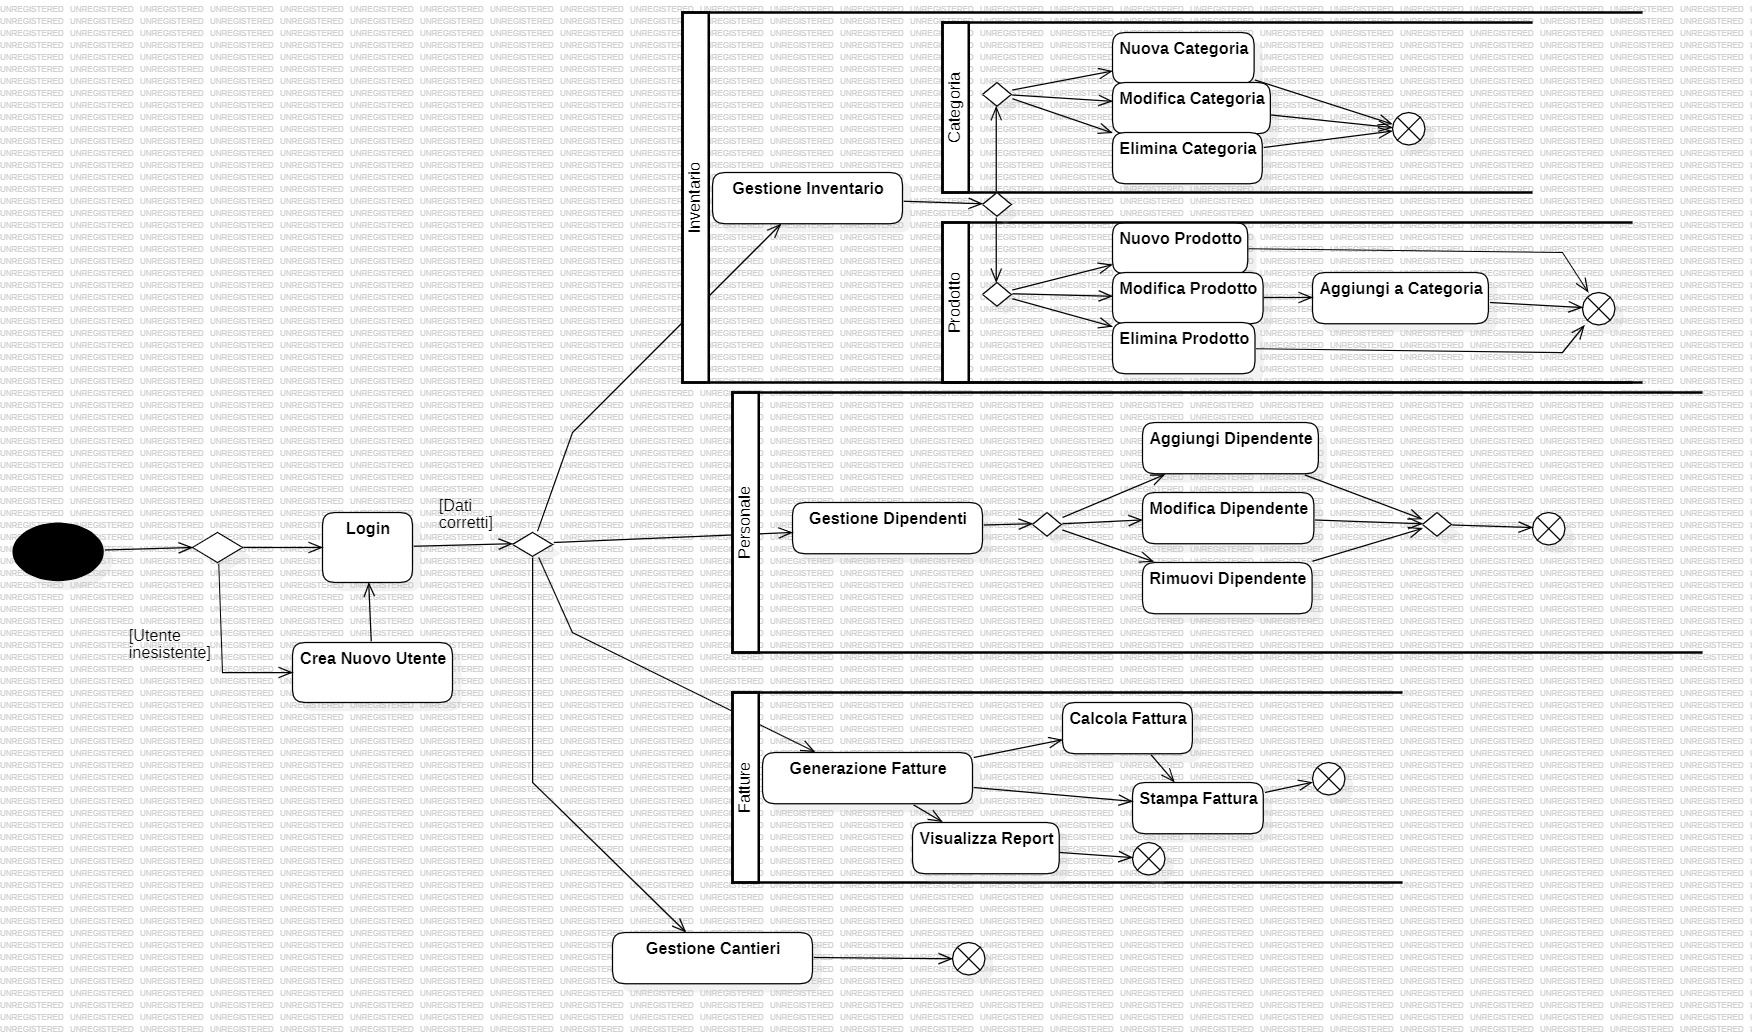 Inventario
Categoria
Nuova Categoria
Modifica Categoria
Elimina Categoria
Gestione Inventario
Prodotto
Nuovo Prodotto
Modifica Prodotto
Aggiungi a Categoria
Elimina Prodotto
Personale
Aggiungi Dipendente
Gestione Dipendenti
Modifica Dipendente
Rimuovi Dipendente
Login
[Dati
corretti]
[Utente
inesistente]
Crea Nuovo Utente
Fatture
Calcola Fattura
Generazione Fatture
Stampa Fattura
Visualizza Report
Gestione Cantieri
UNREGISTERED